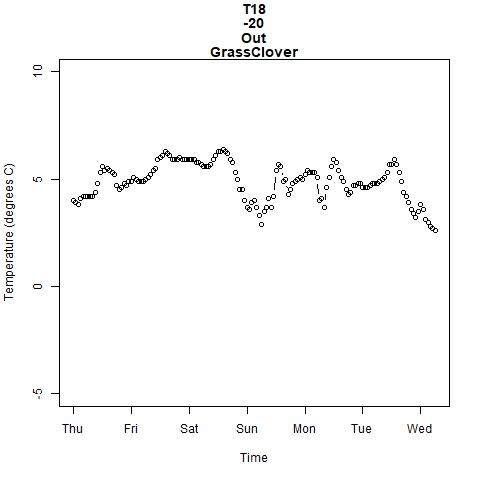 T18
-20
Out
GrassClover
Temperature (degrees C)
10
5
0
-5
Thu Fri Sat Sun Mon Tue Wed
Time